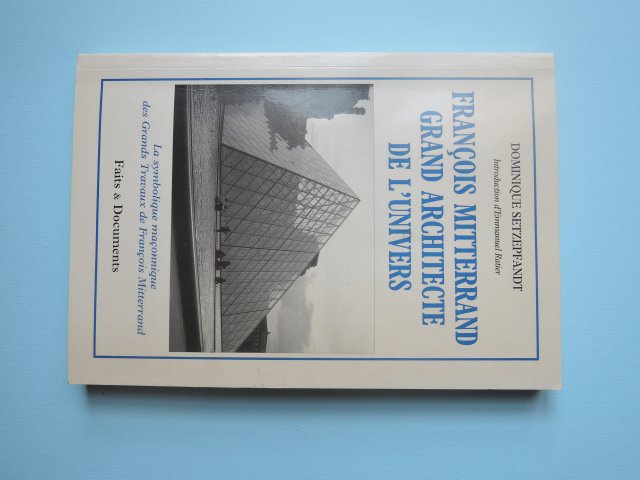 DOMINIQUE SETZEPFANDT
Introduction d'Emmanuel Ratier
FRANÇOIS MITTERRAND
GRAND ARCHITECTE
DE L'UNIVERS
La symbolique maçonnique
des Grands Travaux de François Mitterrand
Faits & Documents